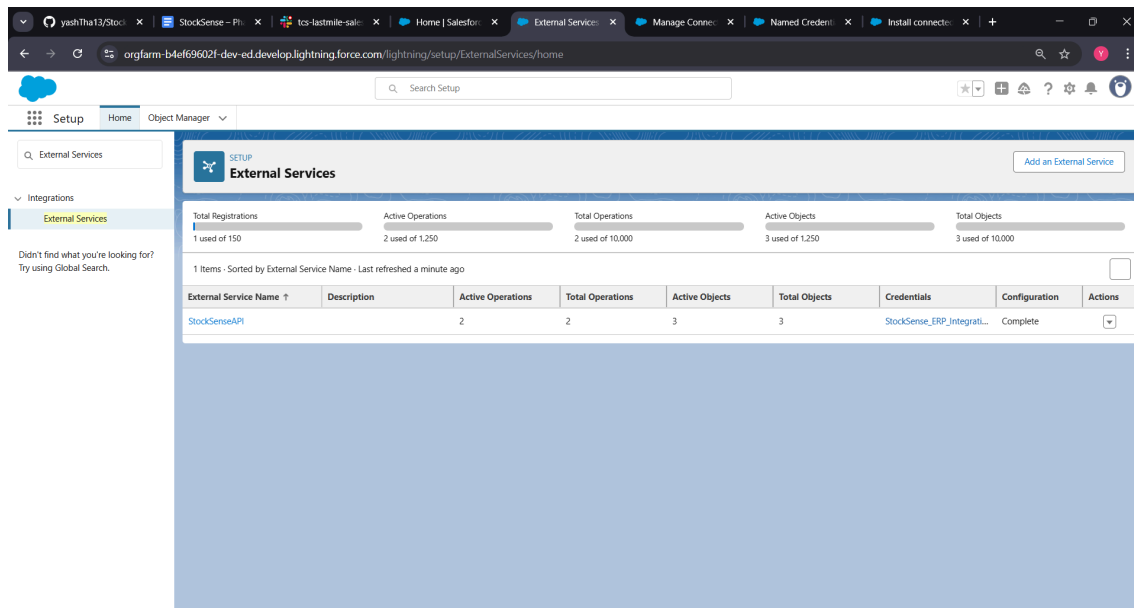 yashTha13/Stock
StockSense – Ph
tcs-lastmile-sale
Home | Salesforc
External Services
Manage Connec
Named Credenti
Install connected
orgfarm-b4ef69602f-dev-ed.develop.lightning.force.com/lightning/setup/ExternalServices/home
Y
Search Setup
Setup
Home
Object Manager
External Services
Integrations
External Services
Didn't find what you're looking for?
Try using Global Search.
SETUP
External Services
Add an External Service
Total Registrations
1 used of 150
Active Operations
2 used of 1,250
Total Operations
2 used of 10,000
Active Objects
3 used of 1,250
Total Objects
3 used of 10,000
1 Items · Sorted by External Service Name · Last refreshed a minute ago
External Service Name ↑ Description Active Operations Total Operations Active Objects Total Objects Credentials Configuration Actions
StockSenseAPI 2 2 3 3 StockSense_ERP_Integrati... Complete